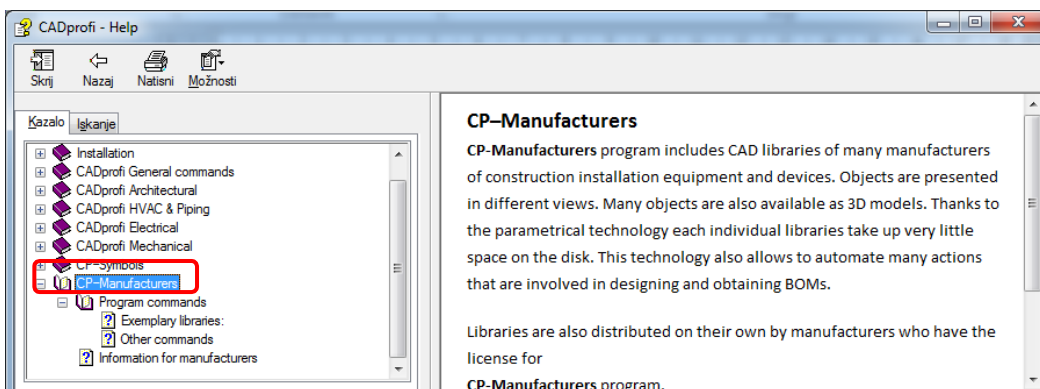 CADprofi - Help
Skrij Nazaj Natisni Možnosti
Kazalo Iskanje
Installation
CADprofi General commands
CADprofi Architectural
CADprofi HVAC & Piping
CADprofi Electrical
CADprofi Mechanical
CP-Symbols
CP-Manufacturers
Program commands
Exemplary libraries:
Other commands
Information for manufacturers
CP–Manufacturers
CP-Manufacturers program includes CAD libraries of many manufacturers
of construction installation equipment and devices. Objects are presented
in different views. Many objects are also available as 3D models. Thanks to
the parametrical technology each individual libraries take up very little
space on the disk. This technology also allows to automate many actions
that are involved in designing and obtaining BOMs.
Libraries are also distributed on their own by manufacturers who have the
license for
CP-Manufacturers program.